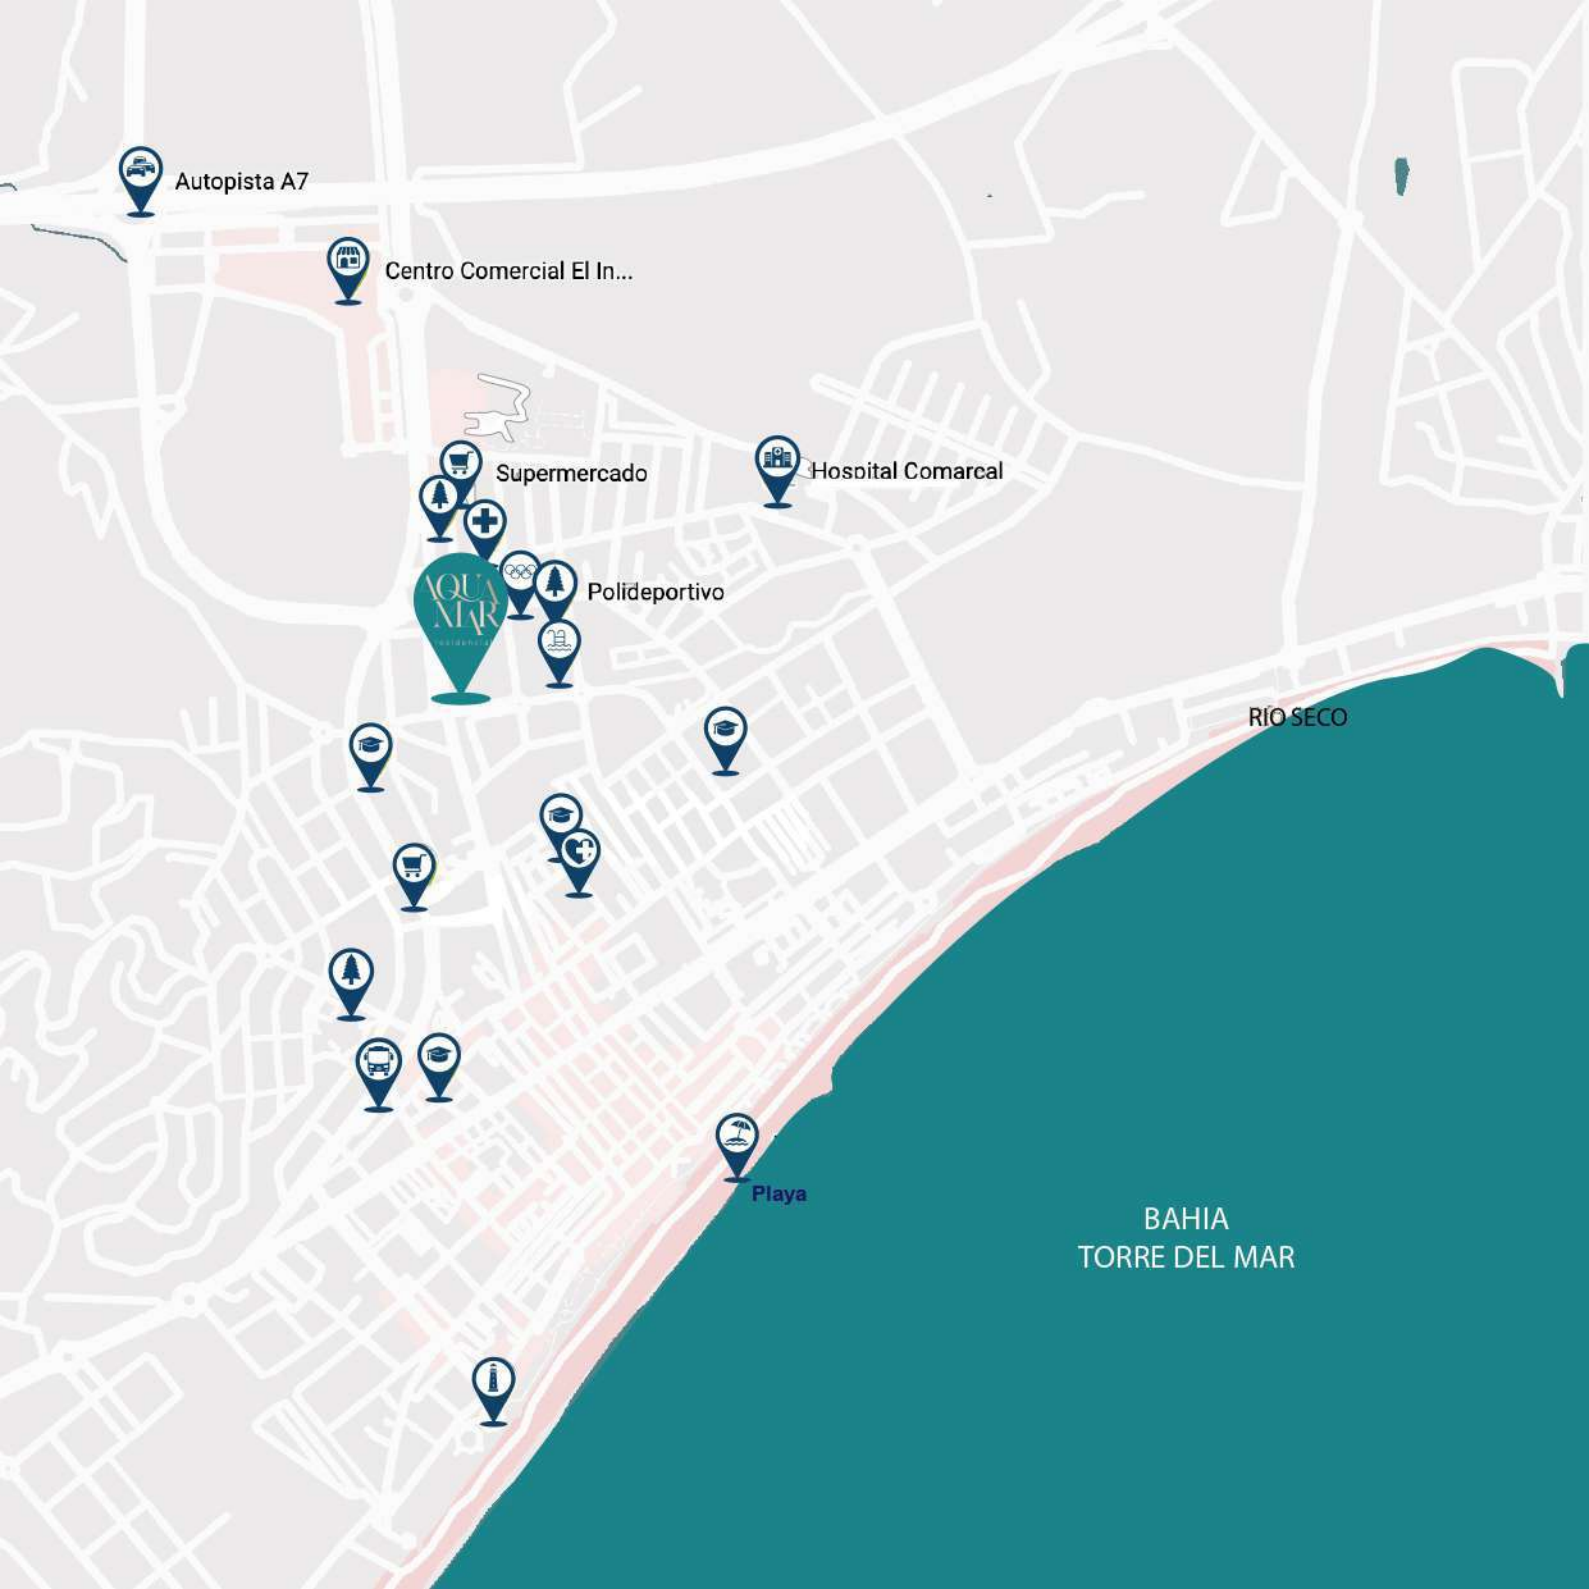 Autopista A7
Centro Comercial El In...
Supermercado
Hospital Comarcal
AQUA
MAR
residencial
Polideportivo
RIO SECO
Playa
BAHIA
TORRE DEL MAR